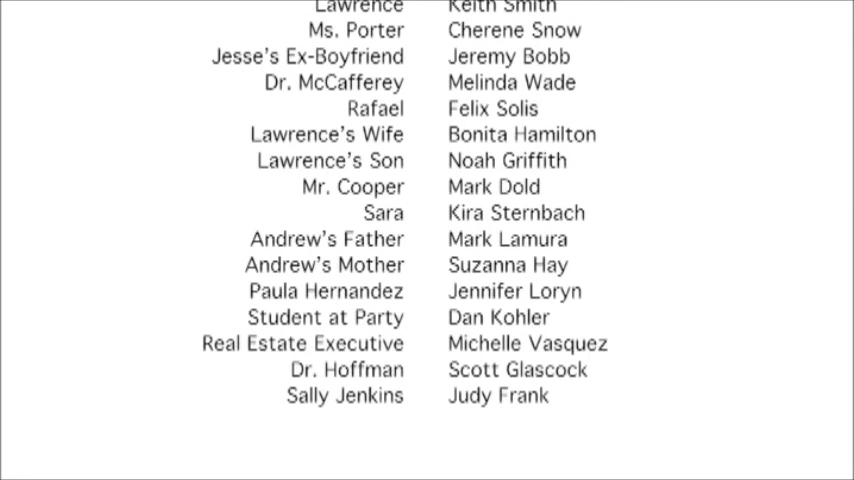 Lawrence Keith Smith
Ms. Porter Cherene Snow
Jesse's Ex-Boyfriend Jeremy Bobb
Dr. McCafferey Melinda Wade
Rafael Felix Solis
Lawrence's Wife Bonita Hamilton
Lawrence's Son Noah Griffith
Mr. Cooper Mark Dold
Sara Kira Sternbach
Andrew's Father Mark Lamura
Andrew's Mother Suzanna Hay
Paula Hernandez Jennifer Loryn
Student at Party Dan Kohler
Real Estate Executive Michelle Vasquez
Dr. Hoffman Scott Glascock
Sally Jenkins Judy Frank